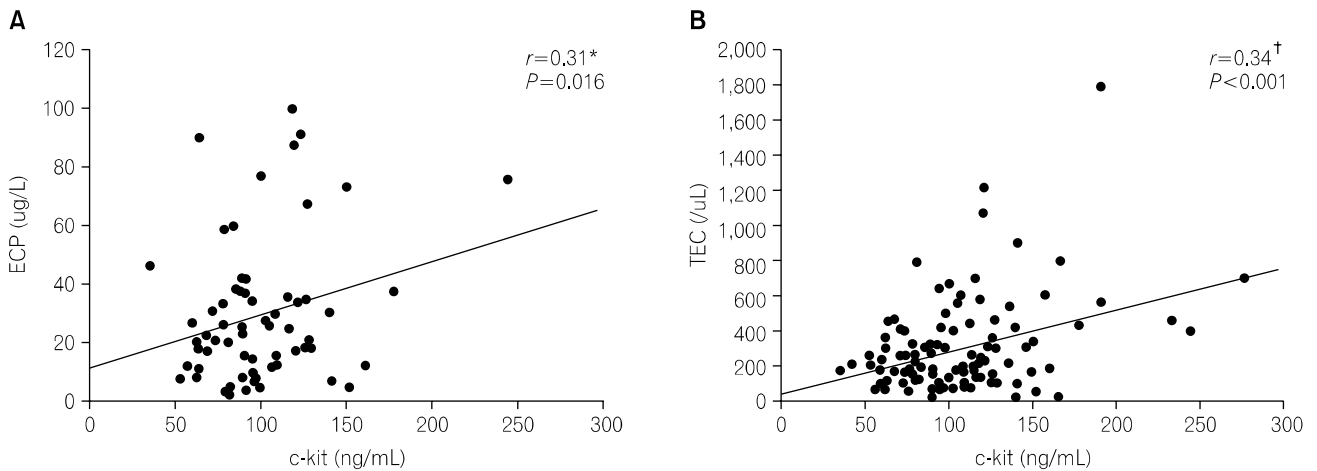 A
120
100
80
60
40
20
0
ECP (ug/L)
r=0.31*
P=0.016
0 50 100 150 200 250 300
c-kit (ng/mL)
B
2,000
1,800
1,600
1,400
1,200
1,000
800
600
400
200
0
TEC (/uL)
r=0.34†
P<0.001
0 50 100 150 200 250 300
c-kit (ng/mL)